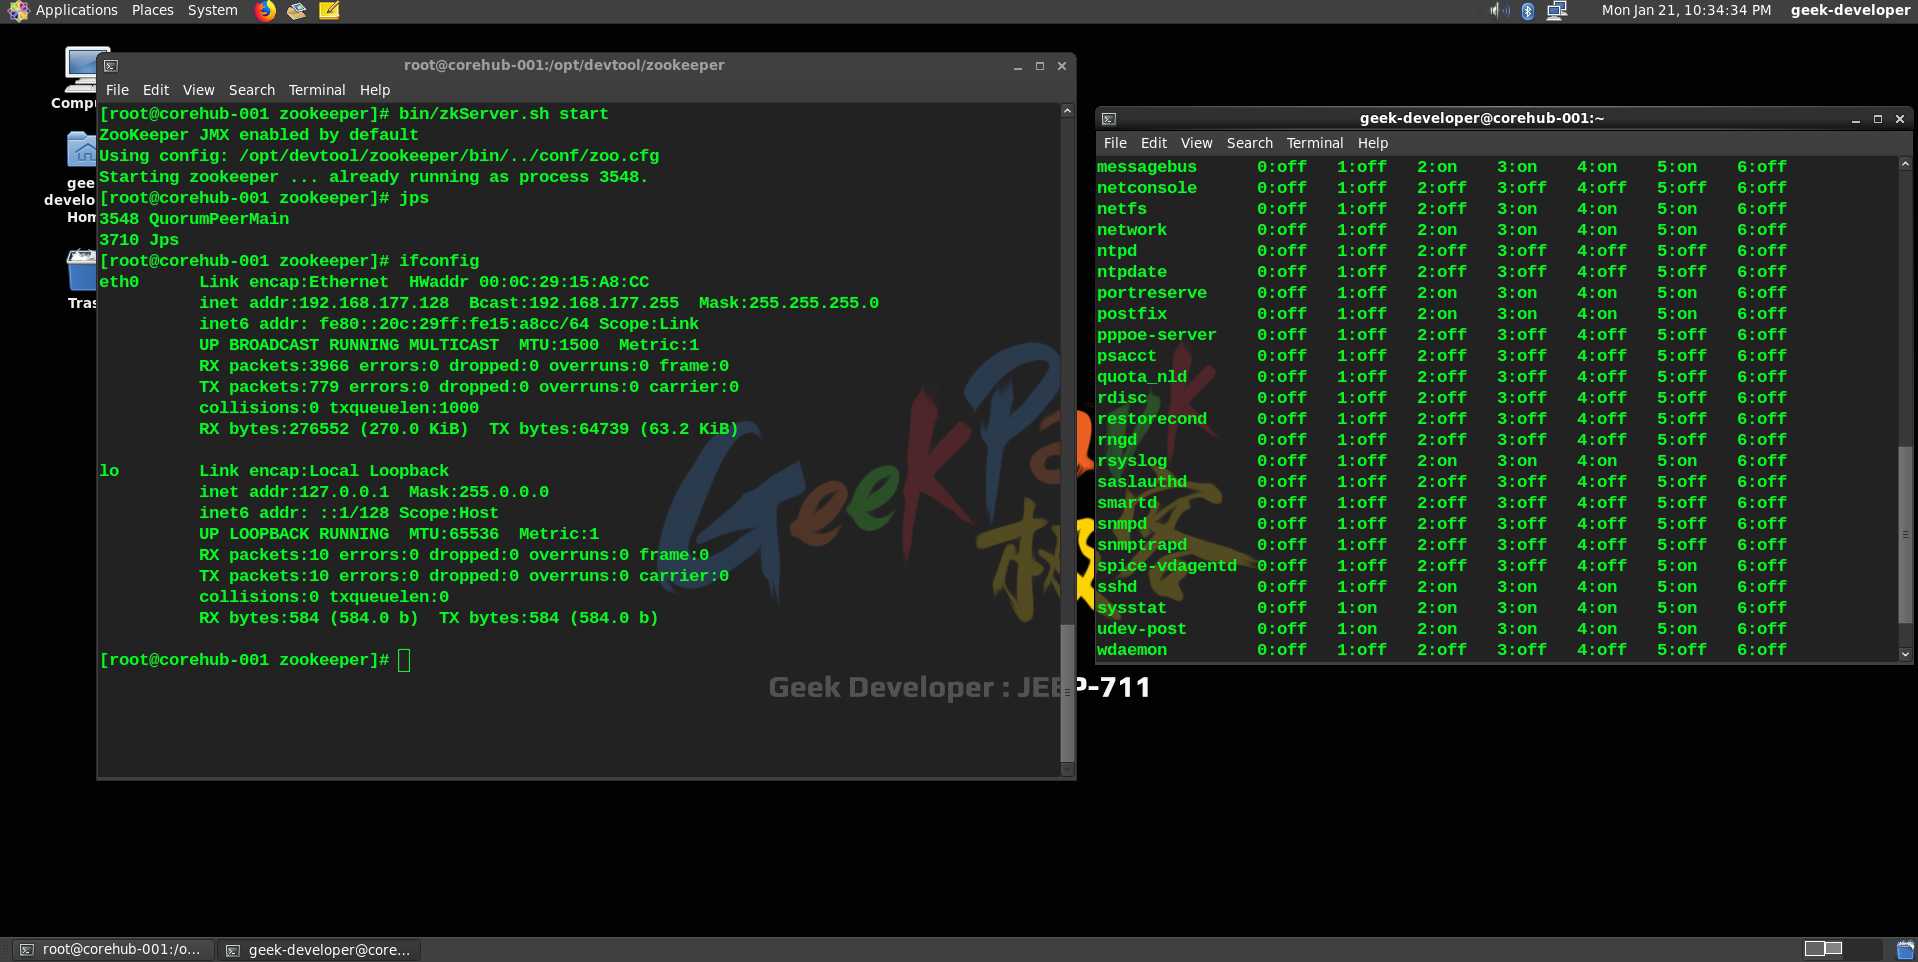 Applications Places System
Mon Jan 21, 10:34:34 PM geek-developer
root@corehub-001:/opt/devtool/zookeeper
File Edit View Search Terminal Help
[root@corehub-001 zookeeper]# bin/zkServer.sh start
ZooKeeper JMX enabled by default
Using config: /opt/devtool/zookeeper/bin/../conf/zoo.cfg
Starting zookeeper ... already running as process 3548.
[root@corehub-001 zookeeper]# jps
3548 QuorumPeerMain
3710 Jps
[root@corehub-001 zookeeper]# ifconfig
eth0      Link encap:Ethernet  HWaddr 00:0C:29:15:A8:CC
          inet addr:192.168.177.128  Bcast:192.168.177.255  Mask:255.255.255.0
          inet6 addr: fe80::20c:29ff:fe15:a8cc/64 Scope:Link
          UP BROADCAST RUNNING MULTICAST  MTU:1500  Metric:1
          RX packets:3966 errors:0 dropped:0 overruns:0 frame:0
          TX packets:779 errors:0 dropped:0 overruns:0 carrier:0
          collisions:0 txqueuelen:1000
          RX bytes:276552 (270.0 KiB)  TX bytes:64739 (63.2 KiB)
lo        Link encap:Local Loopback
          inet addr:127.0.0.1  Mask:255.0.0.0
          inet6 addr: ::1/128 Scope:Host
          UP LOOPBACK RUNNING  MTU:65536  Metric:1
          RX packets:10 errors:0 dropped:0 overruns:0 frame:0
          TX packets:10 errors:0 dropped:0 overruns:0 carrier:0
          collisions:0 txqueuelen:0
          RX bytes:584 (584.0 b)  TX bytes:584 (584.0 b)
[root@corehub-001 zookeeper]#
geek-developer@corehub-001:~
File Edit View Search Terminal Help
messagebus      0:off   1:off   2:on    3:on    4:on    5:on    6:off
netconsole      0:off   1:off   2:off   3:off   4:off   5:off   6:off
netfs           0:off   1:off   2:off   3:on    4:on    5:on    6:off
network         0:off   1:off   2:on    3:on    4:on    5:on    6:off
ntpd            0:off   1:off   2:off   3:off   4:off   5:off   6:off
ntpdate         0:off   1:off   2:off   3:off   4:off   5:off   6:off
portreserve     0:off   1:off   2:on    3:on    4:on    5:on    6:off
postfix         0:off   1:off   2:on    3:on    4:on    5:on    6:off
pppoe-server    0:off   1:off   2:off   3:off   4:off   5:off   6:off
psacct          0:off   1:off   2:off   3:off   4:off   5:off   6:off
quota_nld       0:off   1:off   2:off   3:off   4:off   5:off   6:off
rdisc           0:off   1:off   2:off   3:off   4:off   5:off   6:off
restorecond     0:off   1:off   2:off   3:off   4:off   5:off   6:off
rngd            0:off   1:off   2:off   3:off   4:off   5:off   6:off
rsyslog         0:off   1:off   2:on    3:on    4:on    5:on    6:off
saslauthd       0:off   1:off   2:off   3:off   4:off   5:off   6:off
smartd          0:off   1:off   2:off   3:off   4:off   5:off   6:off
snmpd           0:off   1:off   2:off   3:off   4:off   5:off   6:off
snmptrapd       0:off   1:off   2:off   3:off   4:off   5:off   6:off
spice-vdagentd  0:off   1:off   2:off   3:off   4:off   5:on    6:off
sshd            0:off   1:off   2:on    3:on    4:on    5:on    6:off
sysstat         0:off   1:on    2:on    3:on    4:on    5:on    6:off
udev-post       0:off   1:on    2:on    3:on    4:on    5:on    6:off
wdaemon         0:off   1:off   2:off   3:off   4:off   5:off   6:off
Compu
gee
develo
Hom
Tras
GeekPark
极客
Geek Developer : JEEP-711
root@corehub-001:/o...
geek-developer@core...